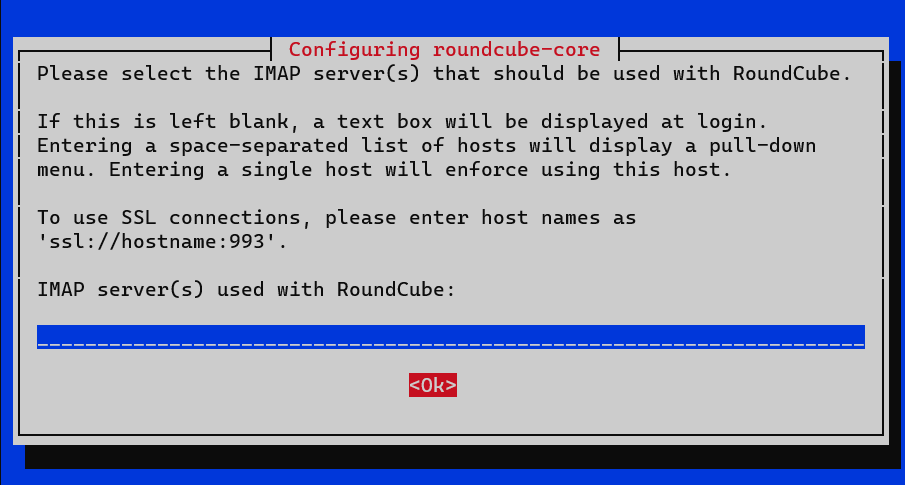 Configuring roundcube-core
Please select the IMAP server(s) that should be used with RoundCube.
If this is left blank, a text box will be displayed at login.
Entering a space-separated list of hosts will display a pull-down
menu. Entering a single host will enforce using this host.
To use SSL connections, please enter host names as
'ssl://hostname:993'.
IMAP server(s) used with RoundCube:
<Ok>